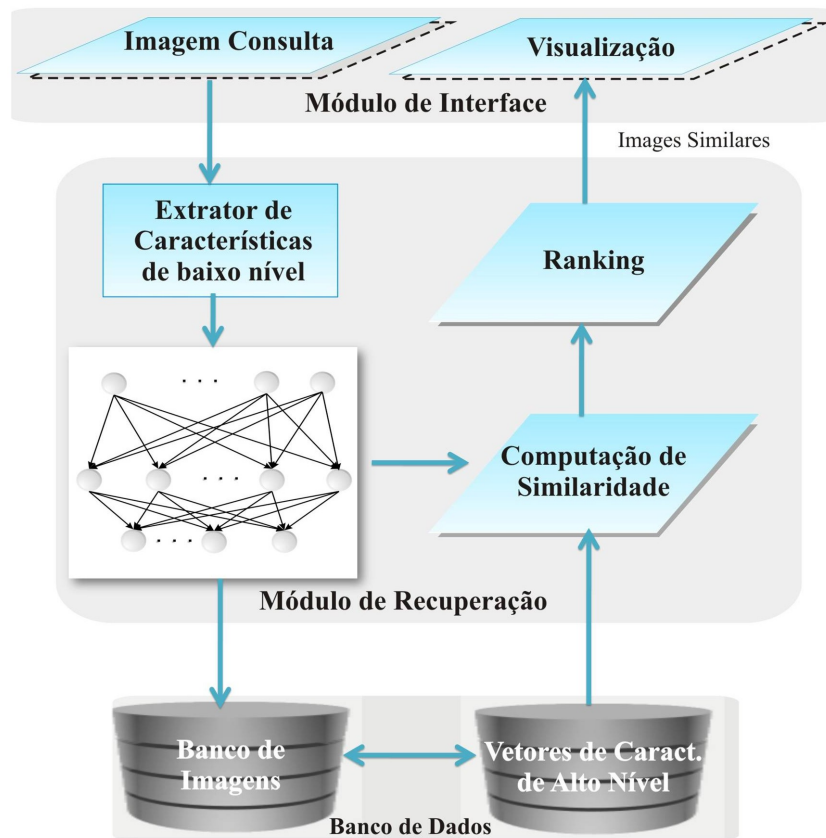 Imagem Consulta
Visualização
Módulo de Interface
Images Similares
Extrator de
Características
de baixo nível
Ranking
. . .
. . .
. . . .
Computação de
Similaridade
Módulo de Recuperação
Banco de
Imagens
Vetores de Caract.
de Alto Nível
Banco de Dados